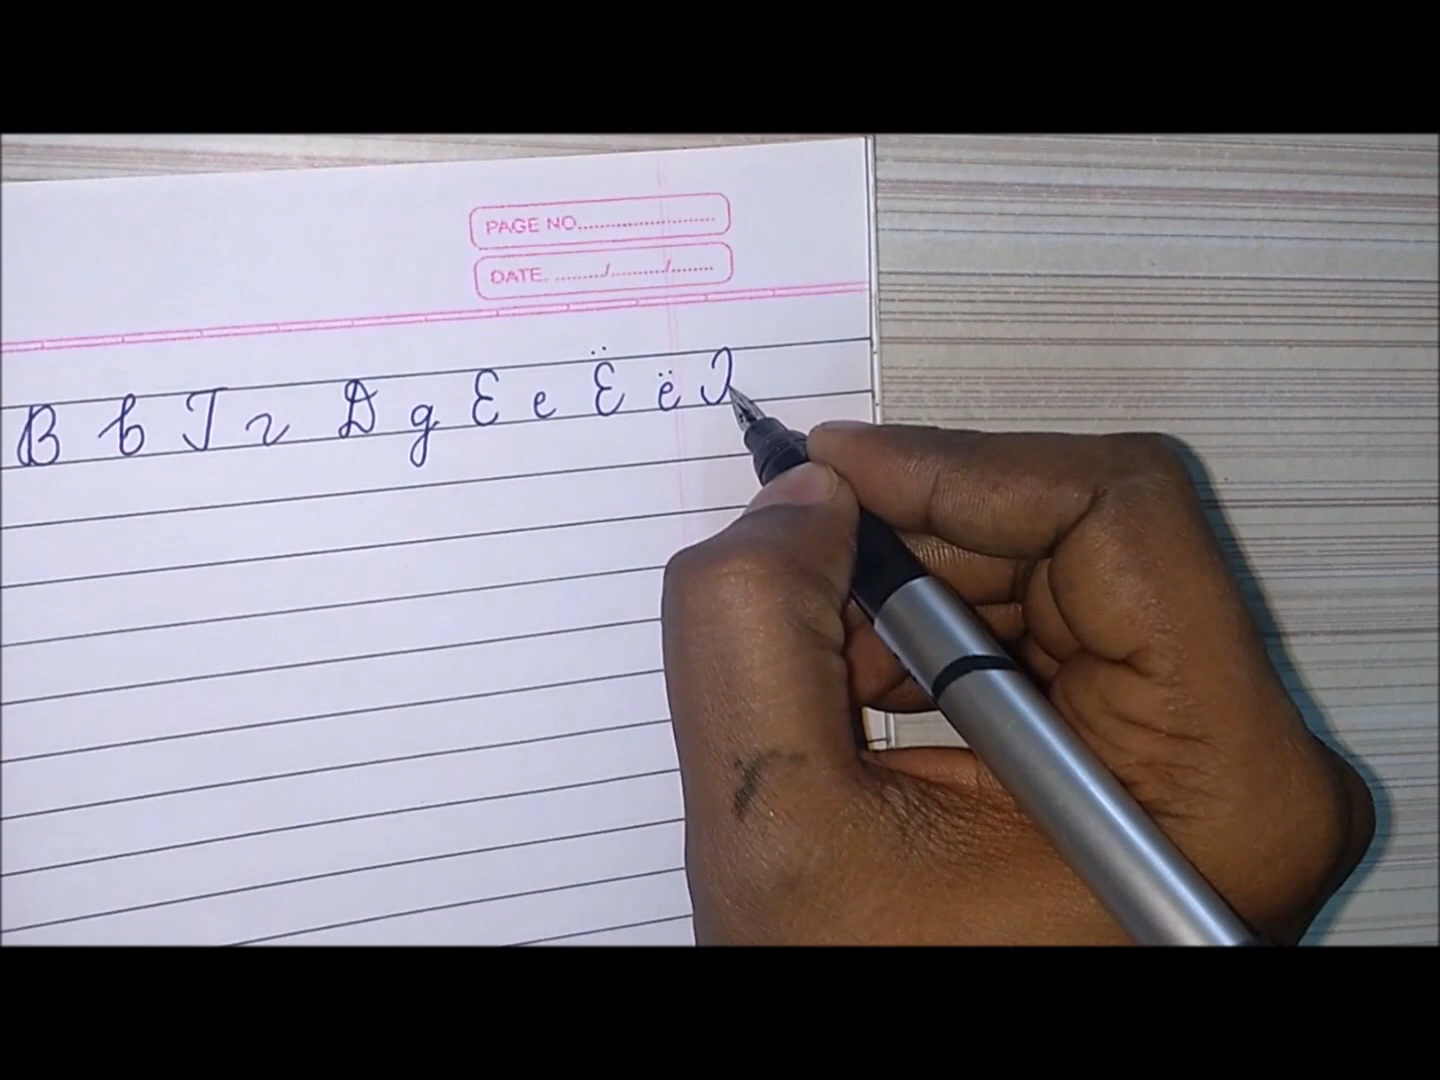 PAGE NO..........................
DATE. ........../............/.........
В в Г г Д д Е е Ё ё